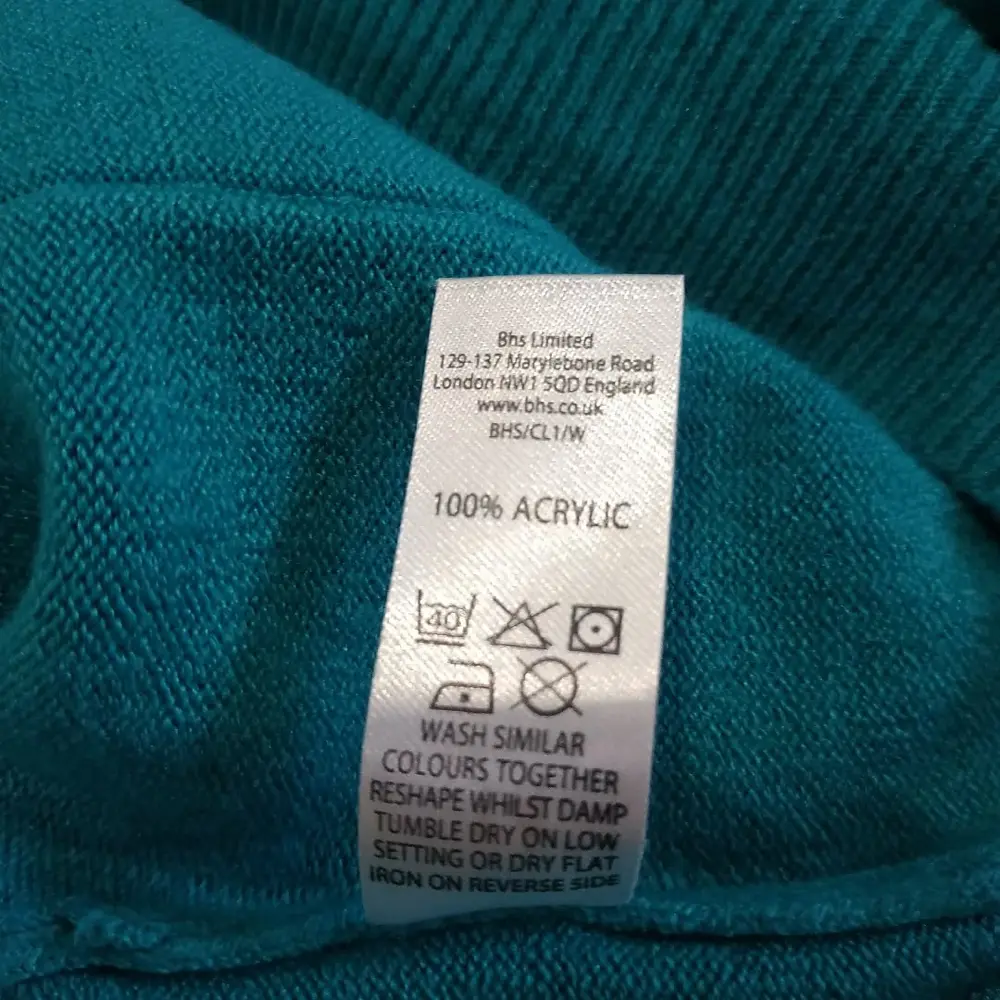 Bhs Limited
129-137 Marylebone Road
London NW1 5QD England
www.bhs.co.uk
BHS/CL1/W
100% ACRYLIC
40
WASH SIMILAR
COLOURS TOGETHER
RESHAPE WHILST DAMP
TUMBLE DRY ON LOW
SETTING OR DRY FLAT
IRON ON REVERSE SIDE